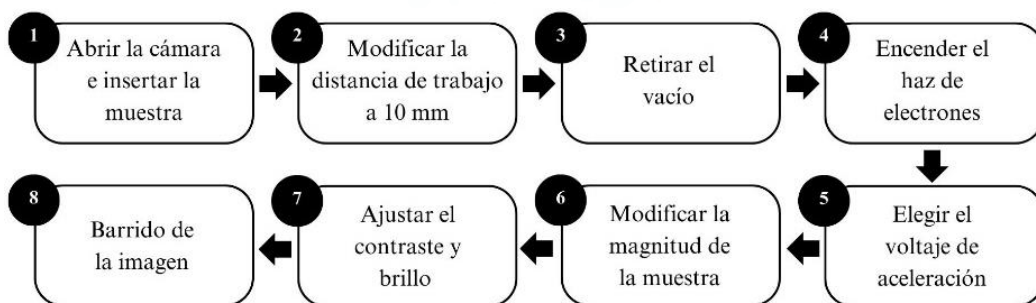 1
Abrir la cámara
e insertar la
muestra
2
Modificar la
distancia de trabajo
a 10 mm
3
Retirar el
vacío
4
Encender el
haz de
electrones
5
Elegir el
voltaje de
aceleración
6
Modificar la
magnitud de
la muestra
7
Ajustar el
contraste y
brillo
8
Barrido de
la imagen